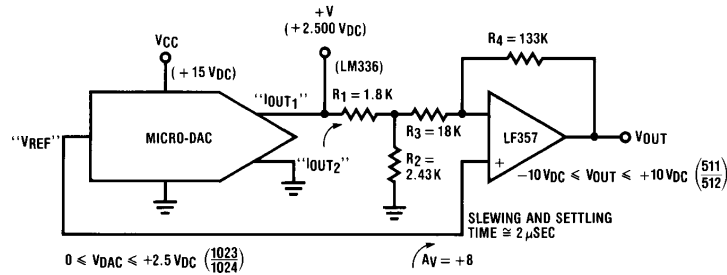 +V
(+2.500 VDC)
VCC
(+15 VDC)
(LM336)
R4 = 133K
"IOUT1"
R1 = 1.8K
"VREF"
MICRO-DAC
R3 = 18K
LF357
VOUT
"IOUT2"
R2 =
2.43K
+
−10 VDC ⩽ VOUT ⩽ +10 VDC (511/512)
SLEWING AND SETTLING
TIME ≅ 2 μSEC
0 ⩽ VDAC ⩽ +2.5 VDC (1023/1024)
AV = +8